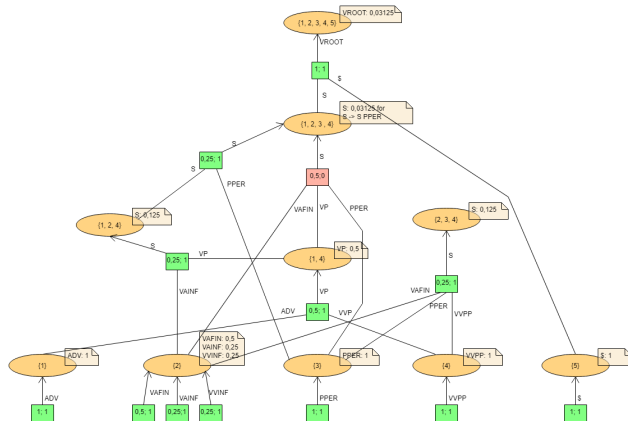 {1, 2, 3, 4, 5}
VROOT: 0,03125
VROOT
1; 1
$
S
{1, 2, 3 , 4}
S: 0,03125 for
S -> S PPER
S
0,25; 1
S
S
0,5;0
PPER
VAFIN
VP
PPER
{1, 2, 4}
S: 0,125
{2, 3, 4}
S: 0,125
S
VP
{1, 4}
VP: 0,5
S
0,25; 1
VAINF
VP
VAFIN
0,25; 1
PPER
VVPP
ADV
0,5; 1
VVP
VAFIN: 0,5
VAINF: 0,25
VVINF: 0,25
{1}
ADV: 1
{2}
{3}
PPER: 1
{4}
VVPP: 1
{5}
$: 1
ADV
VAFIN
VAINF
VVINF
PPER
VVPP
$
1; 1
0,5; 1
0,25;1
0,25; 1
1; 1
1; 1
1; 1